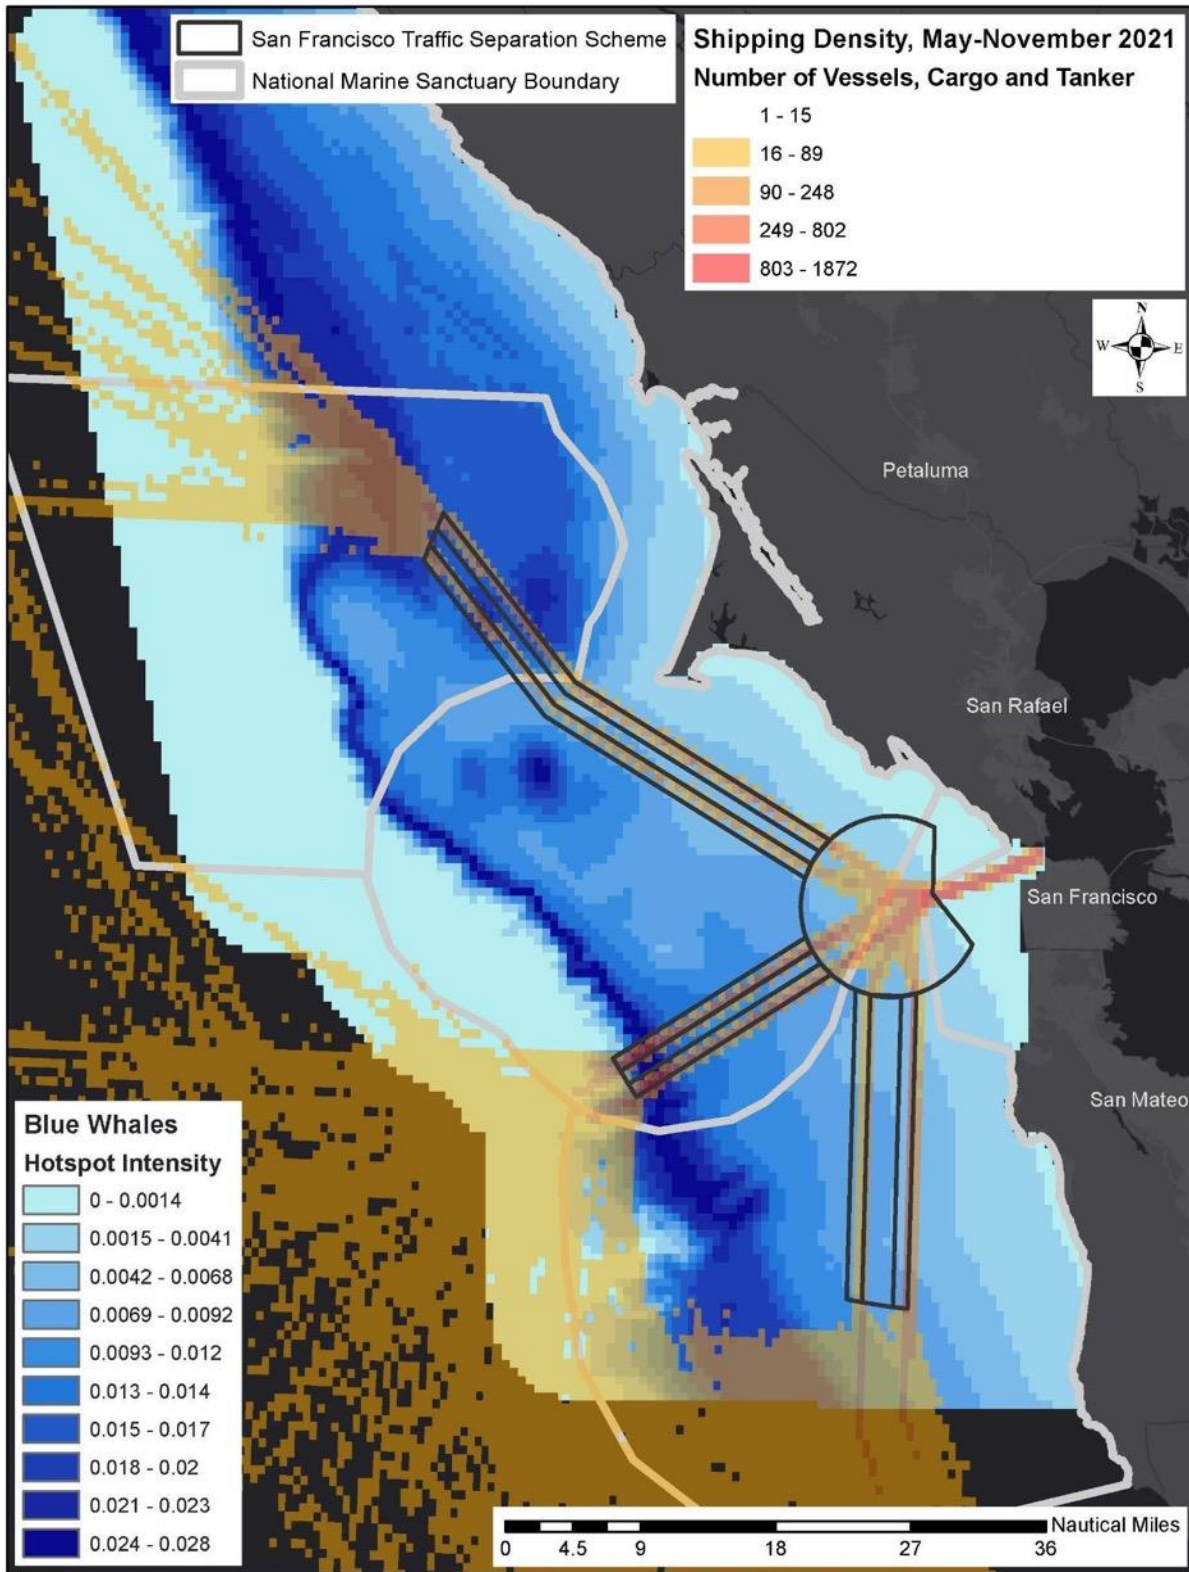 San Francisco Traffic Separation Scheme
National Marine Sanctuary Boundary
Shipping Density, May-November 2021
Number of Vessels, Cargo and Tanker
1 - 15
16 - 89
90 - 248
249 - 802
803 - 1872
N
W E
S
Petaluma
San Rafael
San Francisco
San Mateo
Blue Whales
Hotspot Intensity
0 - 0.0014
0.0015 - 0.0041
0.0042 - 0.0068
0.0069 - 0.0092
0.0093 - 0.012
0.013 - 0.014
0.015 - 0.017
0.018 - 0.02
0.021 - 0.023
0.024 - 0.028
Nautical Miles
0 4.5 9 18 27 36